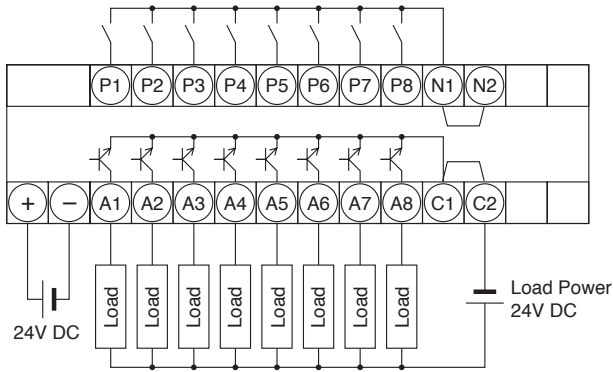 P1 P2 P3 P4 P5 P6 P7 P8 N1 N2
+ − A1 A2 A3 A4 A5 A6 A7 A8 C1 C2
Load Load Load Load Load Load Load Load
24V DC
Load Power
24V DC